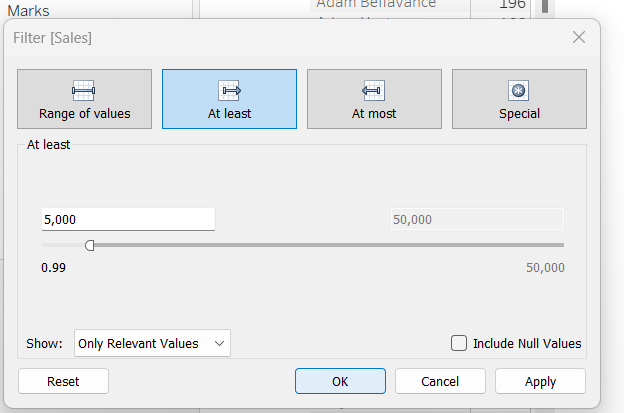 Marks
Adam Bellavance 196
Filter [Sales]
Range of values
At least
At most
Special
At least
5,000
50,000
0.99
50,000
Show: Only Relevant Values
Include Null Values
Reset
OK
Cancel
Apply